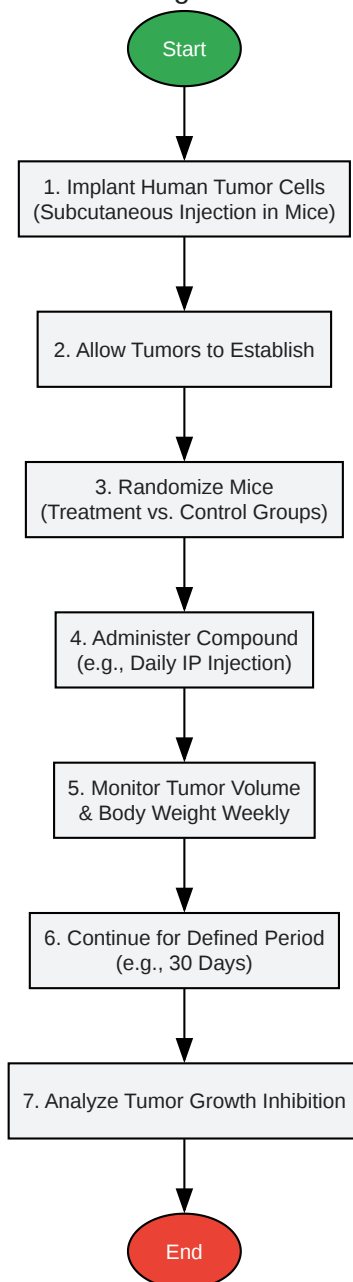 Start
1. Implant Human Tumor Cells
(Subcutaneous Injection in Mice)
2. Allow Tumors to Establish
3. Randomize Mice
(Treatment vs. Control Groups)
4. Administer Compound
(e.g., Daily IP Injection)
5. Monitor Tumor Volume
& Body Weight Weekly
6. Continue for Defined Period
(e.g., 30 Days)
7. Analyze Tumor Growth Inhibition
End